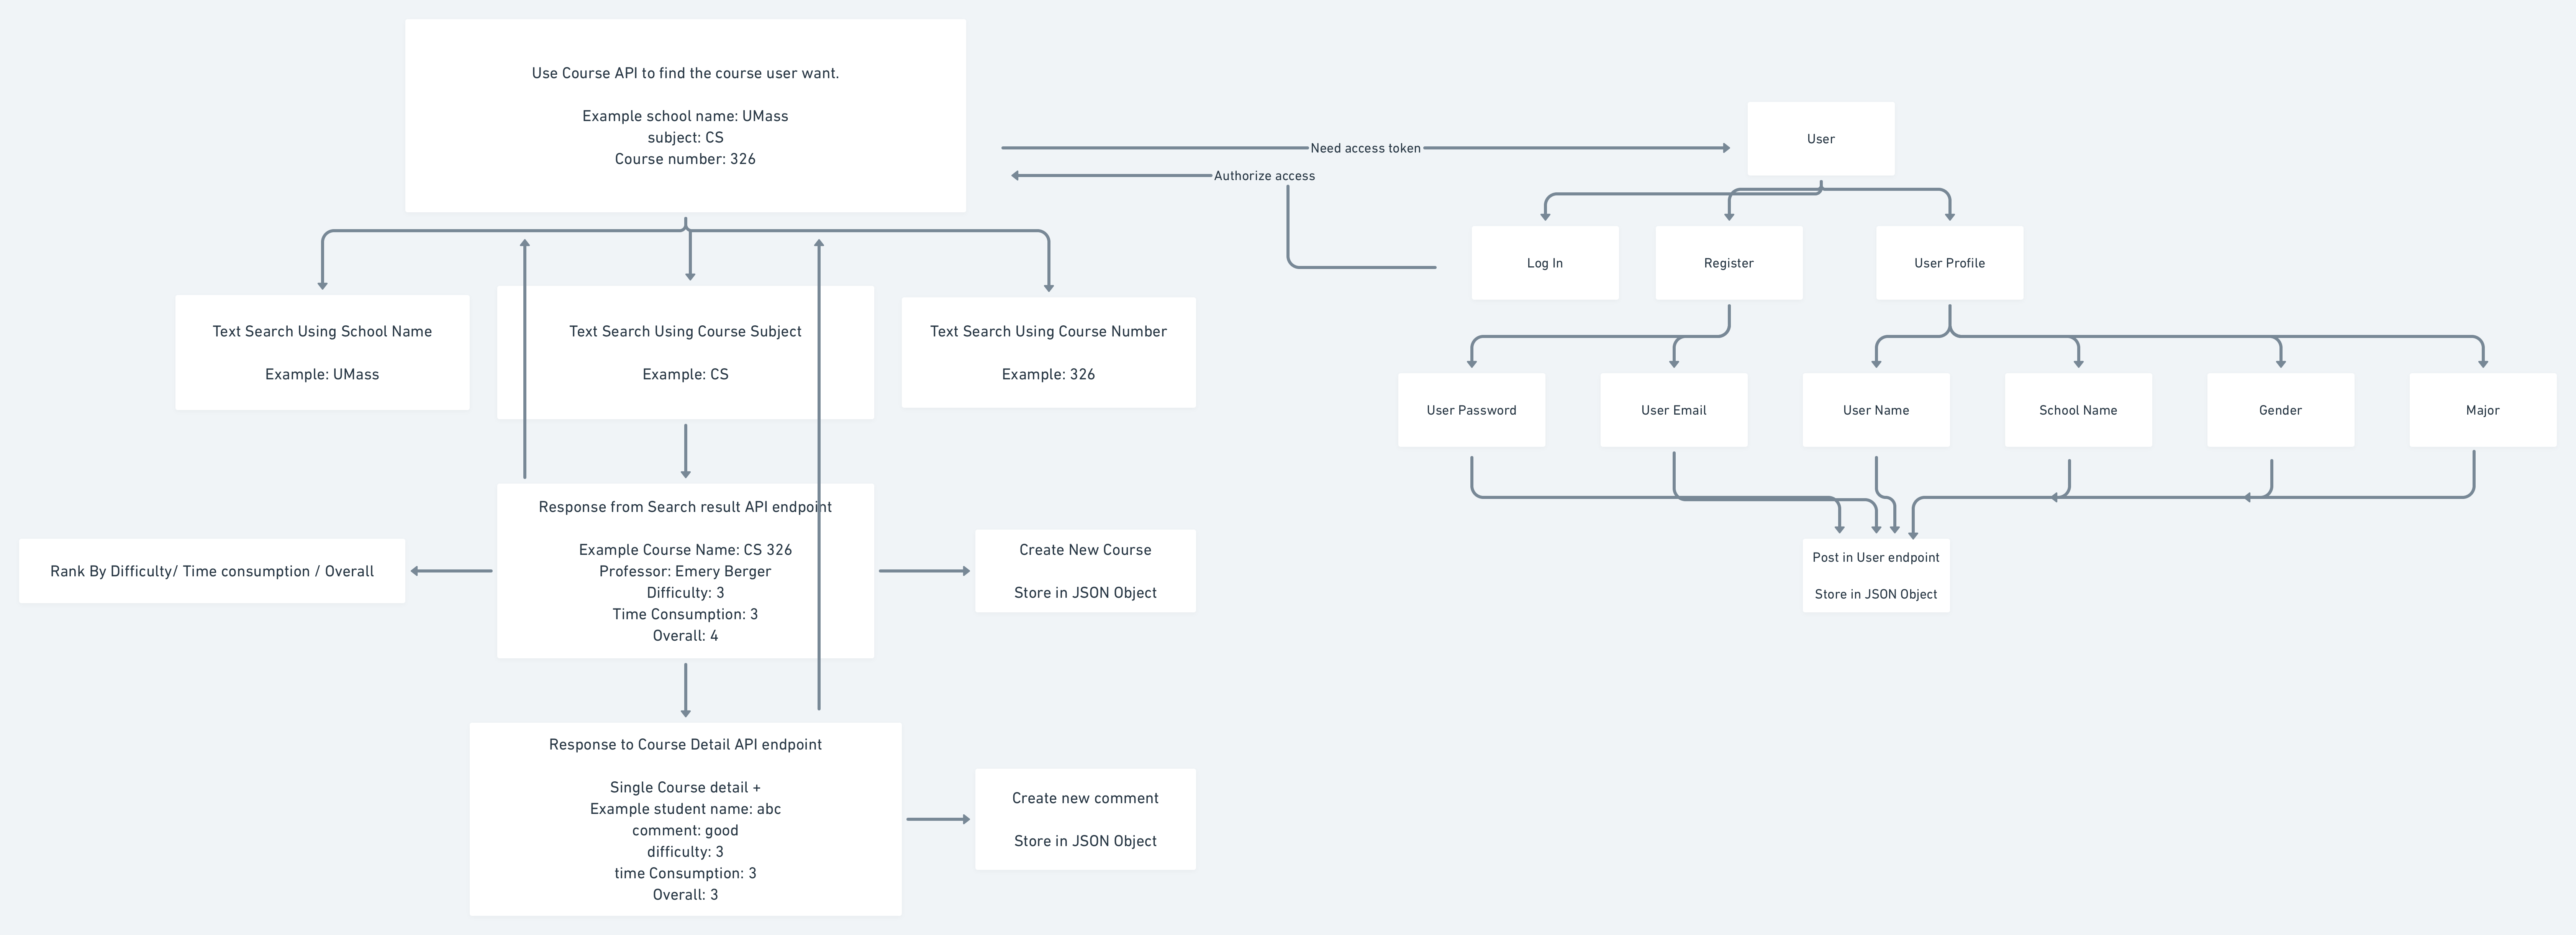 Use Course API to find the course user want.
Example school name: UMass
subject: CS
Course number: 326
Need access token
Authorize access
User
Log In
Register
User Profile
Text Search Using School Name
Example: UMass
Text Search Using Course Subject
Example: CS
Text Search Using Course Number
Example: 326
User Password
User Email
User Name
School Name
Gender
Major
Response from Search result API endpoint
Example Course Name: CS 326
Professor: Emery Berger
Difficulty: 3
Time Consumption: 3
Overall: 4
Rank By Difficulty/ Time consumption / Overall
Create New Course
Store in JSON Object
Post in User endpoint
Store in JSON Object
Response to Course Detail API endpoint
Single Course detail +
Example student name: abc
comment: good
difficulty: 3
time Consumption: 3
Overall: 3
Create new comment
Store in JSON Object